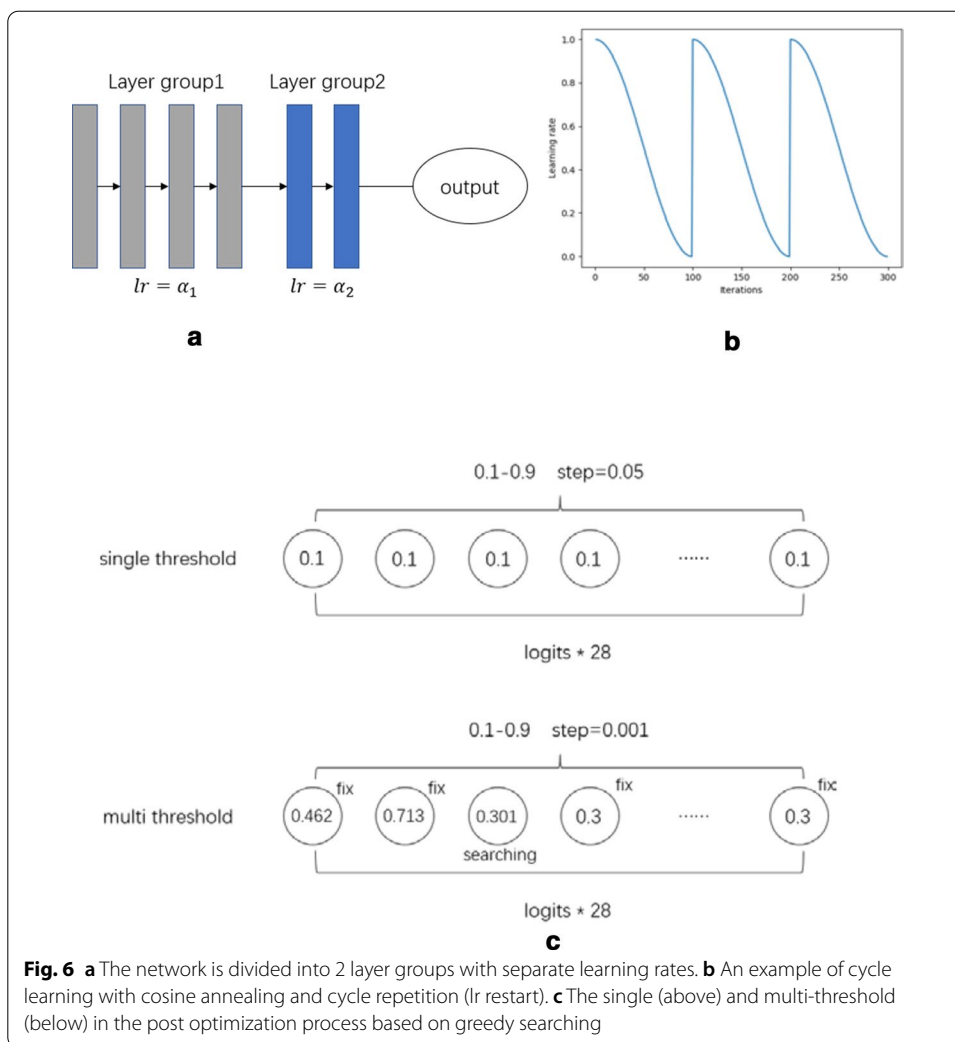 Layer group1 Layer group2
output
lr = α₁ lr = α₂
a
1.0
0.8
0.6
0.4
0.2
0.0
Learning rate
0 50 100 150 200 250 300
Iterations
b
0.1-0.9 step=0.05
single threshold 0.1 0.1 0.1 0.1 ...... 0.1
logits * 28
0.1-0.9 step=0.001
fix fix fix fix
multi threshold 0.462 0.713 0.301 0.3 ...... 0.3
searching
logits * 28
c
Fig. 6 a The network is divided into 2 layer groups with separate learning rates. b An example of cycle
learning with cosine annealing and cycle repetition (lr restart). c The single (above) and multi-threshold
(below) in the post optimization process based on greedy searching